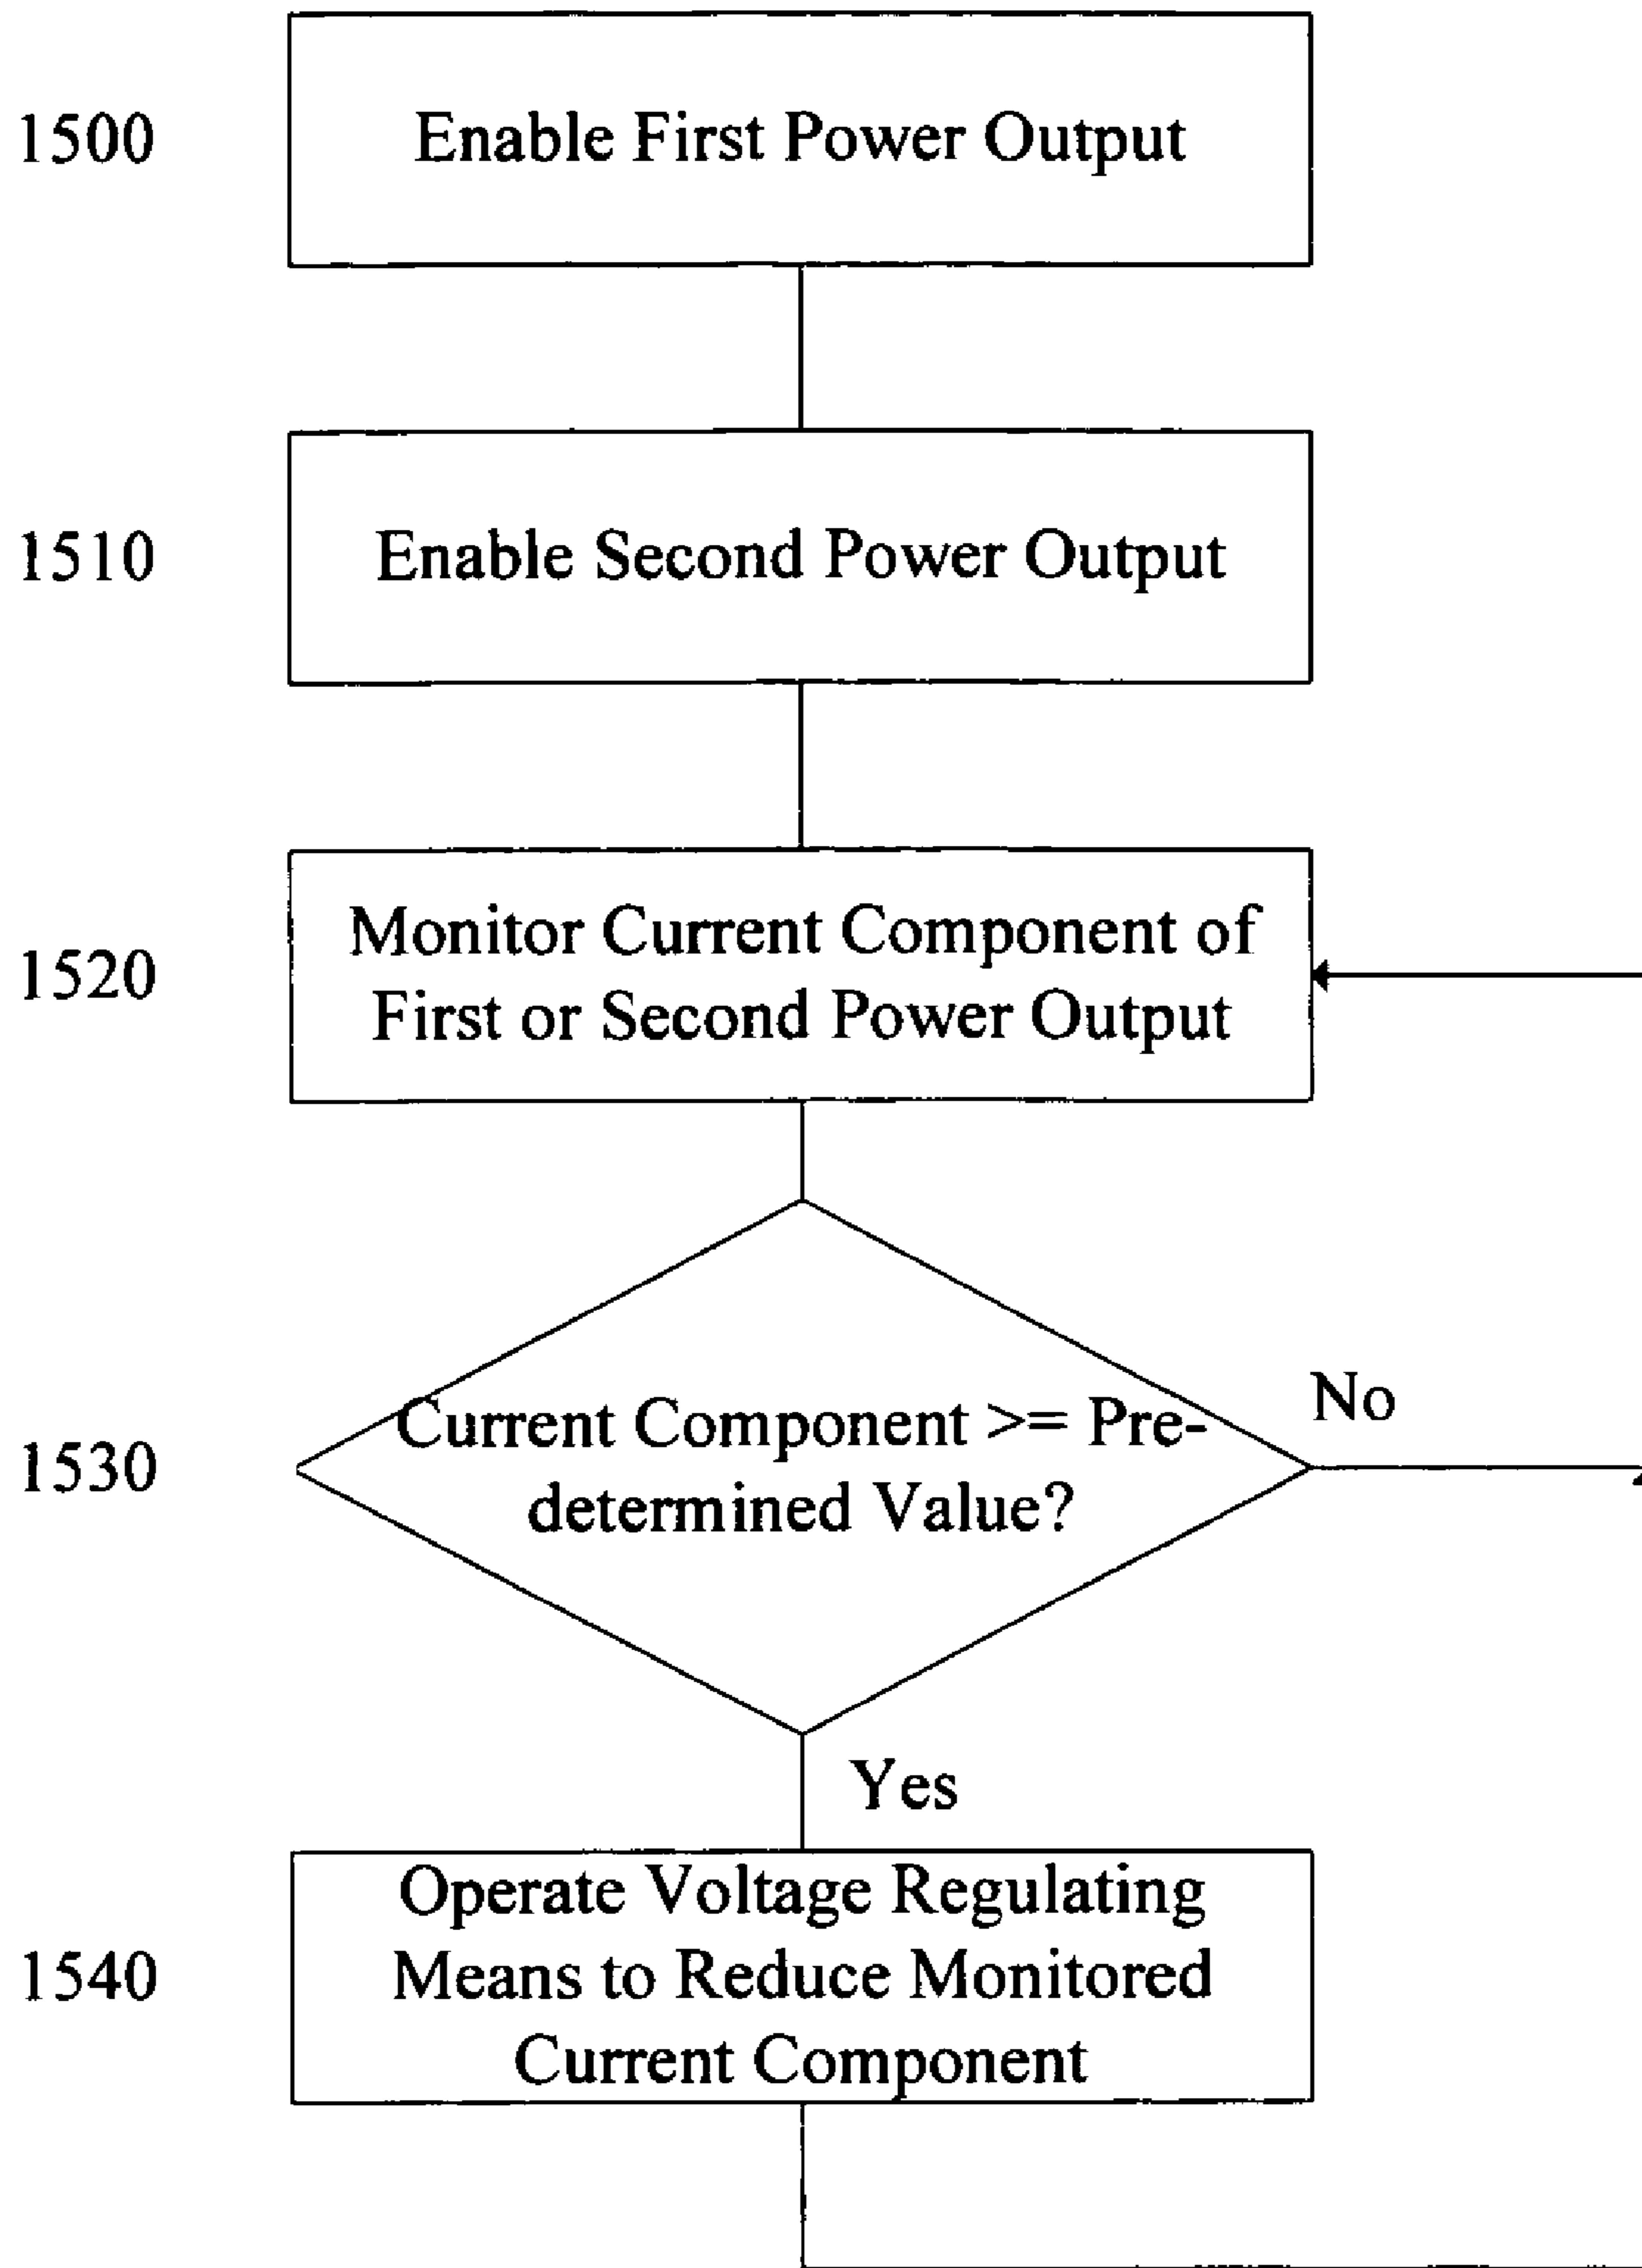 1500
Enable First Power Output
1510
Enable Second Power Output
1520
Monitor Current Component of
First or Second Power Output
1530
Current Component >= Pre-
determined Value?
No
Yes
1540
Operate Voltage Regulating
Means to Reduce Monitored
Current Component